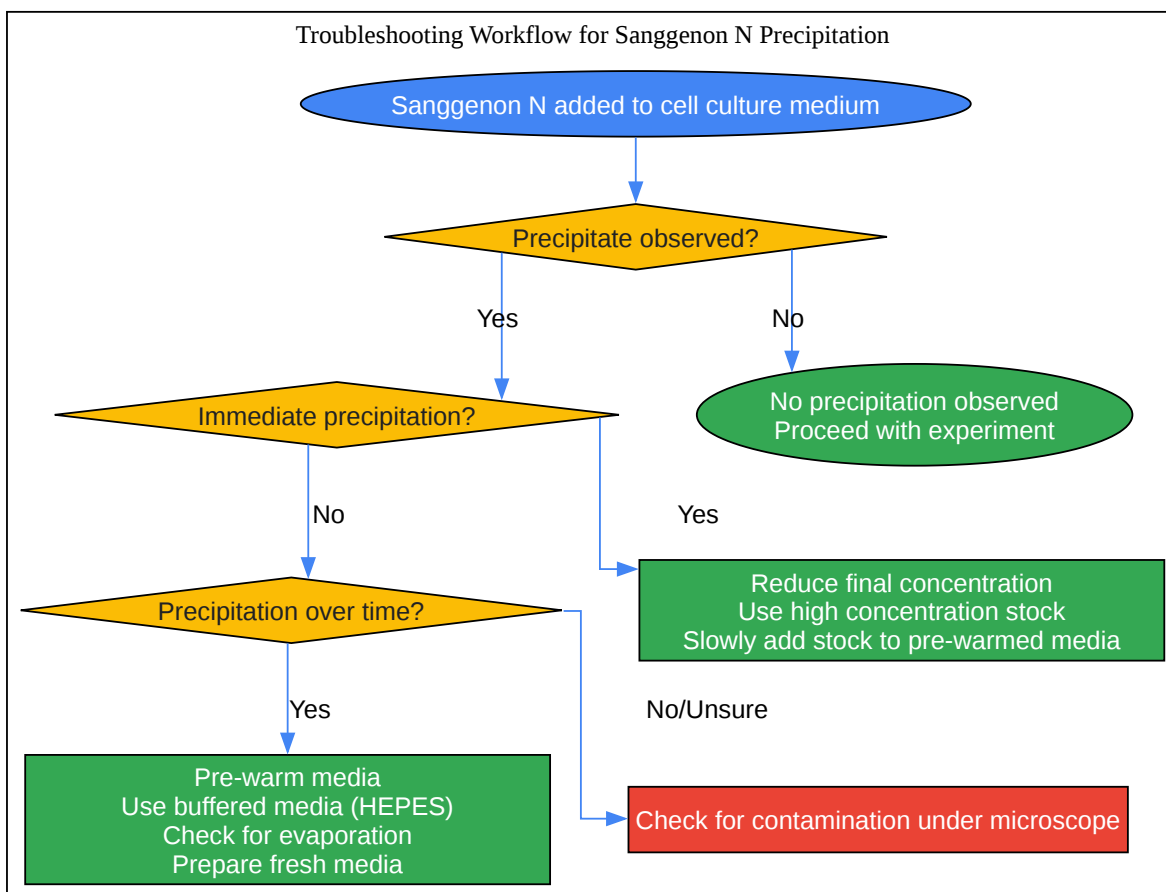 Troubleshooting Workflow for Sanggenon N Precipitation
Sanggenon N added to cell culture medium
Precipitate observed?
Yes
No
No precipitation observed
Proceed with experiment
Immediate precipitation?
No
Yes
Reduce final concentration
Use high concentration stock
Slowly add stock to pre-warmed media
Precipitation over time?
Yes
No/Unsure
Pre-warm media
Use buffered media (HEPES)
Check for evaporation
Prepare fresh media
Check for contamination under microscope